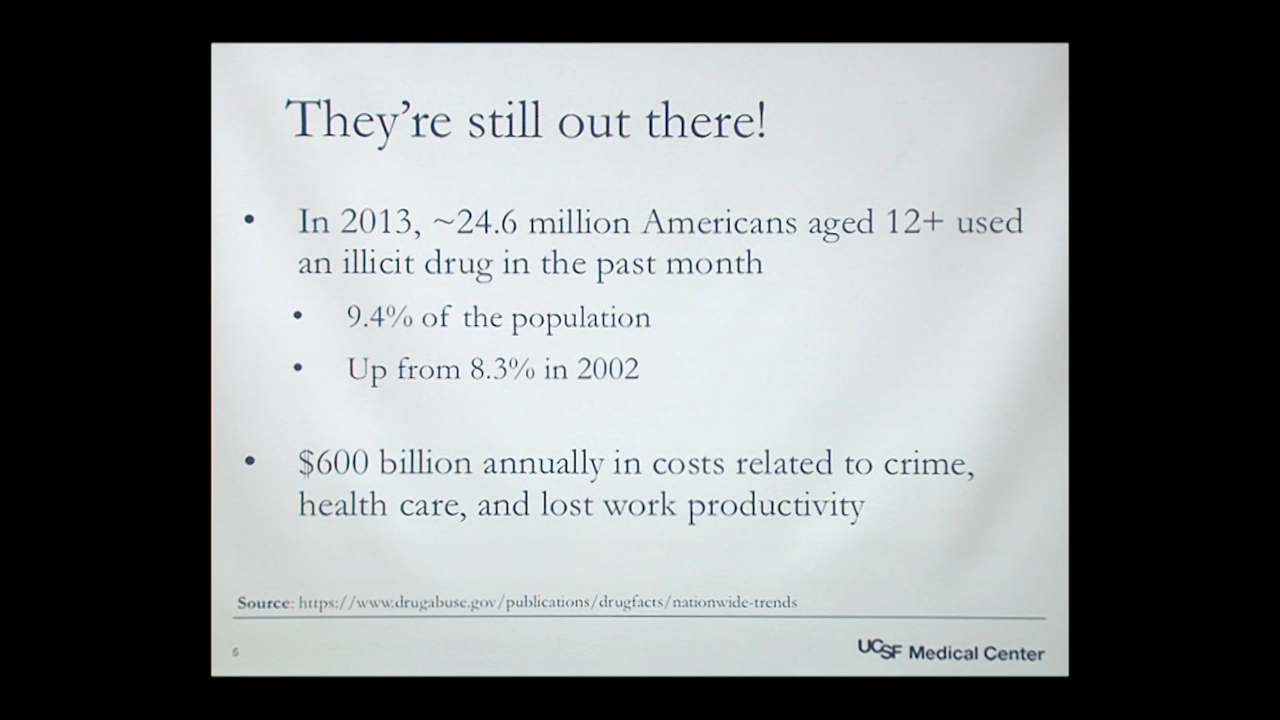 They're still out there!
• In 2013, ~24.6 million Americans aged 12+ used
an illicit drug in the past month
• 9.4% of the population
• Up from 8.3% in 2002
• $600 billion annually in costs related to crime,
health care, and lost work productivity
Source: https://www.drugabuse.gov/publications/drugfacts/nationwide-trends
UCSF Medical Center